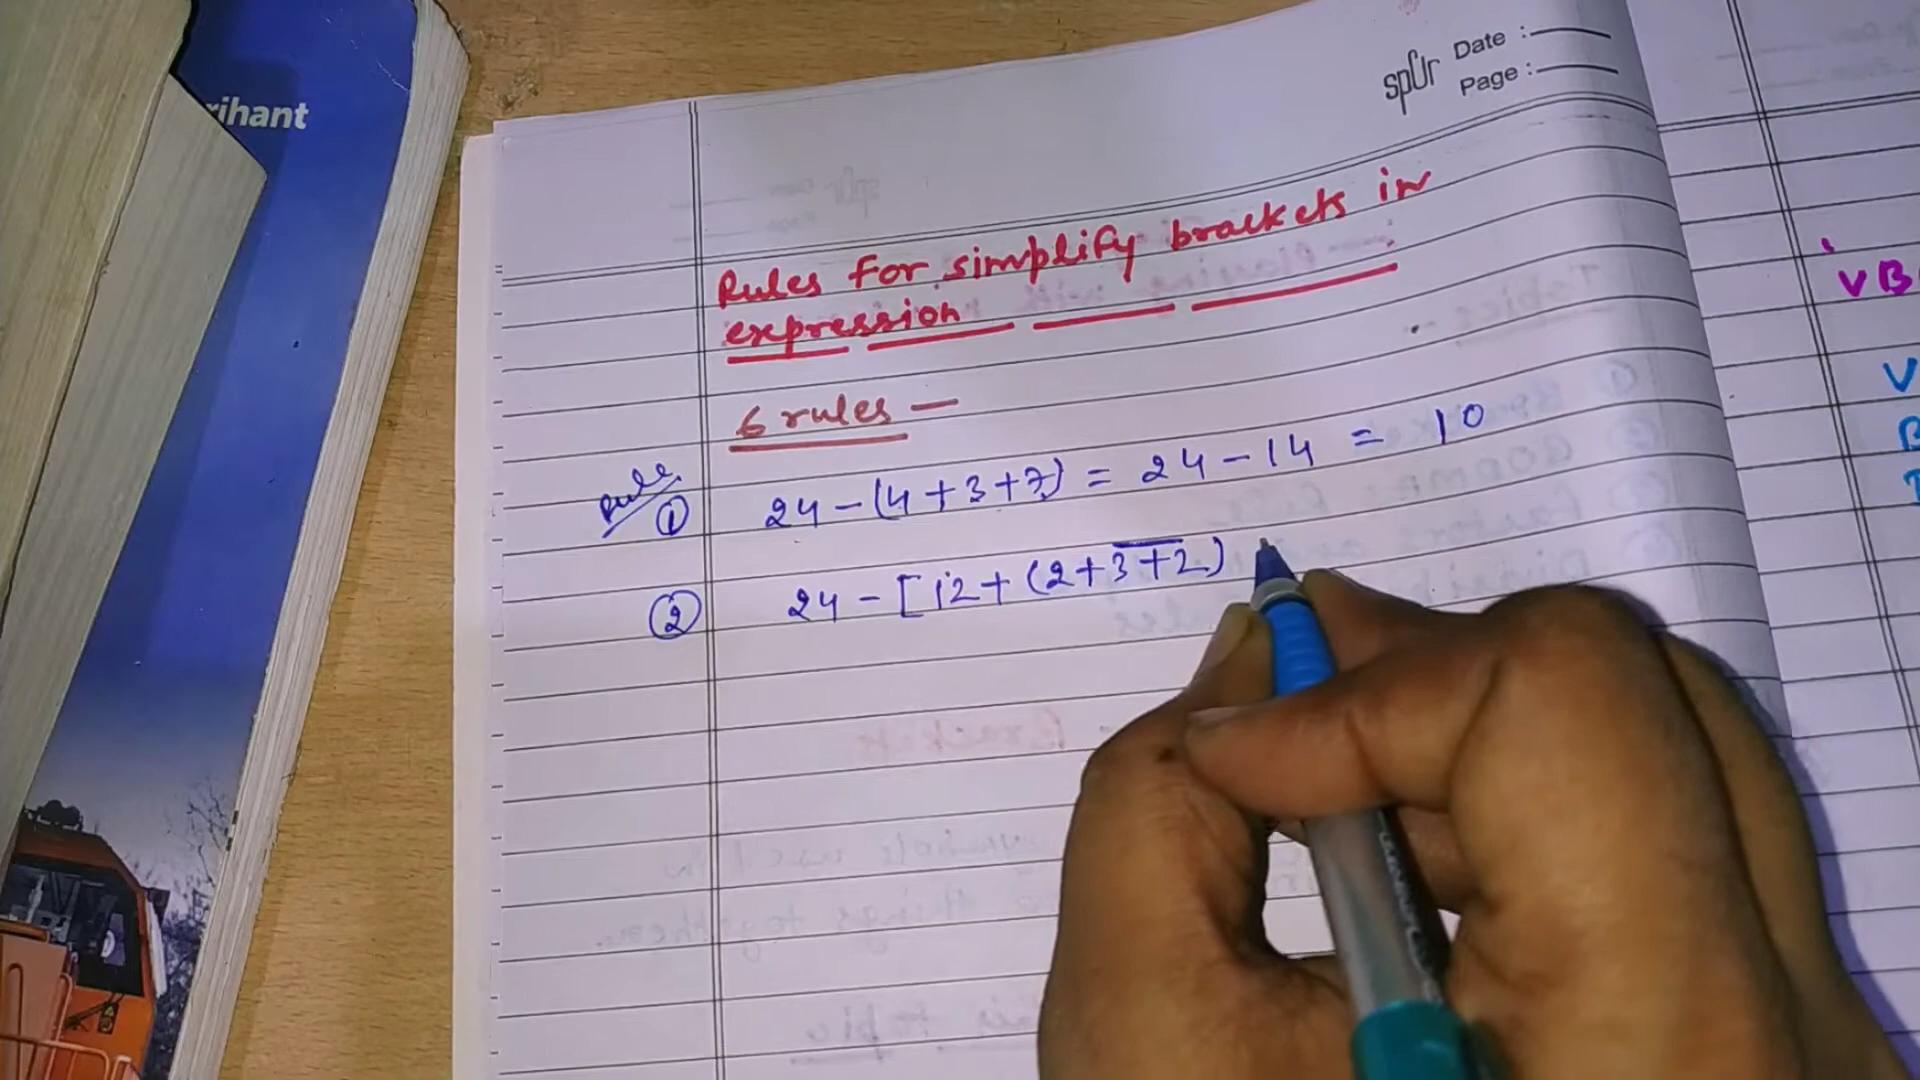 rihant
spur Date :
Page :
Rules for simplify brackets in
expression
6 rules —
Rule
① 24 - (4 + 3 + 7) = 24 - 14 = 10
② 24 - [12 + (2 + 3 + 2)
VB
V
B